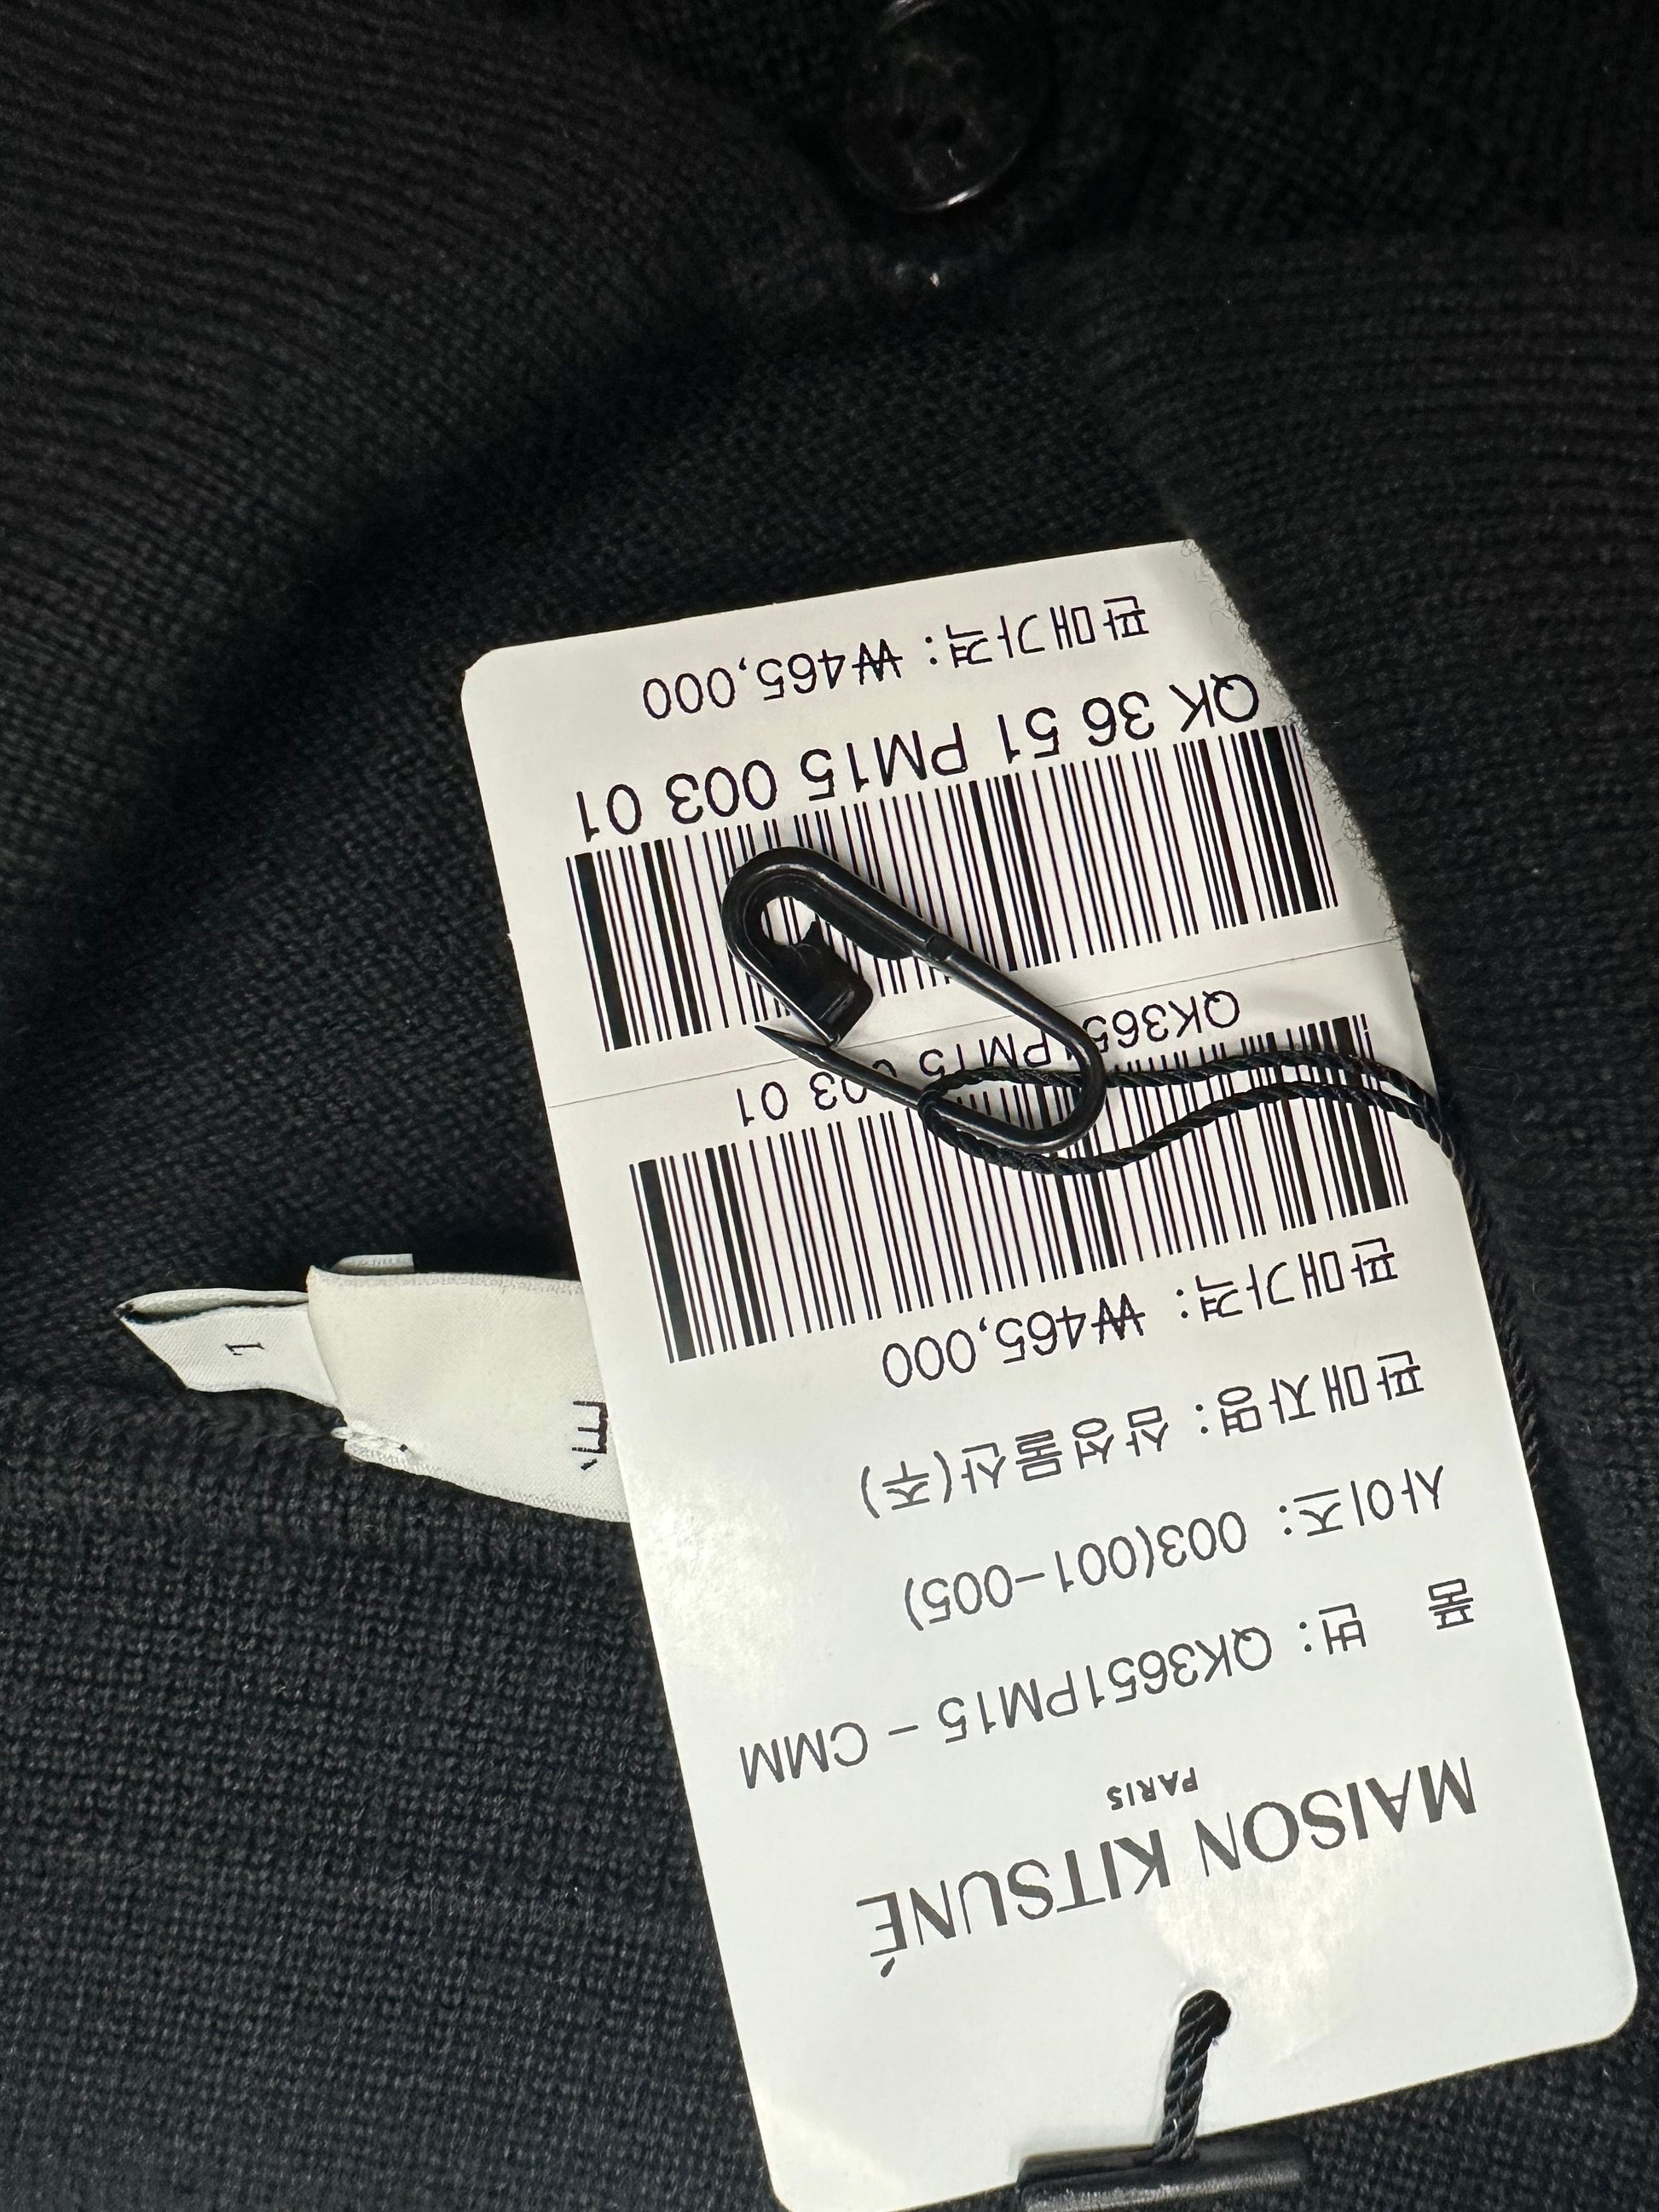 MAISON KITSUNÉ
PARIS
품 번: QK3651PM15 - CMM
사이즈: 003(001-005)
판매자명: 삼성물산(주)
판매가격: ₩465,000
QK3651PM15 003 01
QK 36 51 PM15 003 01
판매가격: ₩465,000
É